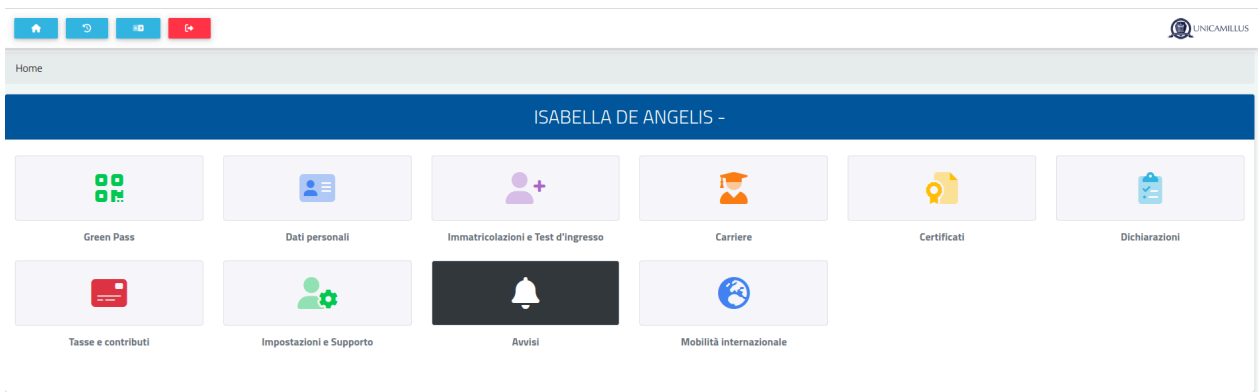 UNICAMILLUS
Home
ISABELLA DE ANGELIS -
Green Pass
Dati personali
Immatricolazioni e Test d'ingresso
Carriere
Certificati
Dichiarazioni
Tasse e contributi
Impostazioni e Supporto
Avvisi
Mobilità internazionale